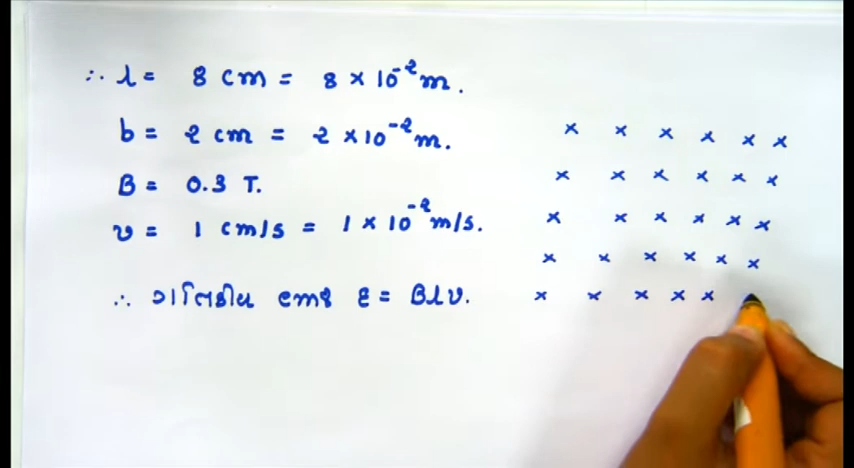 ∴ l = 8 cm = 8 × 10⁻² m.
b = 2 cm = 2 × 10⁻² m.
B = 0.3 T.
v = 1 cm/s = 1 × 10⁻² m/s.
∴ ગતિકીય emf ε = Blv.
× × × × × ×
× × × × × ×
× × × × × ×
× × × × × ×
× × × × ×